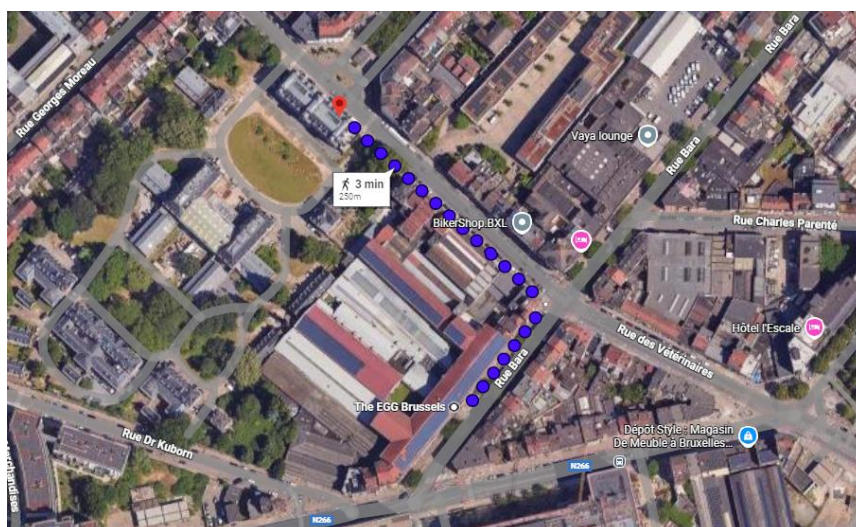 Rue Georges Moreau
Rue Bara
Vaya lounge
Rue Bara
3 min
250m
BikerShop.BXL
Rue Charles Parenté
Hôtel l'Escale
Rue des Vétérinaires
Rue Bara
The EGG Brussels
Dépôt Style - Magasin
De Meuble à Bruxelles...
Rue Dr Kuborn
N266
N266